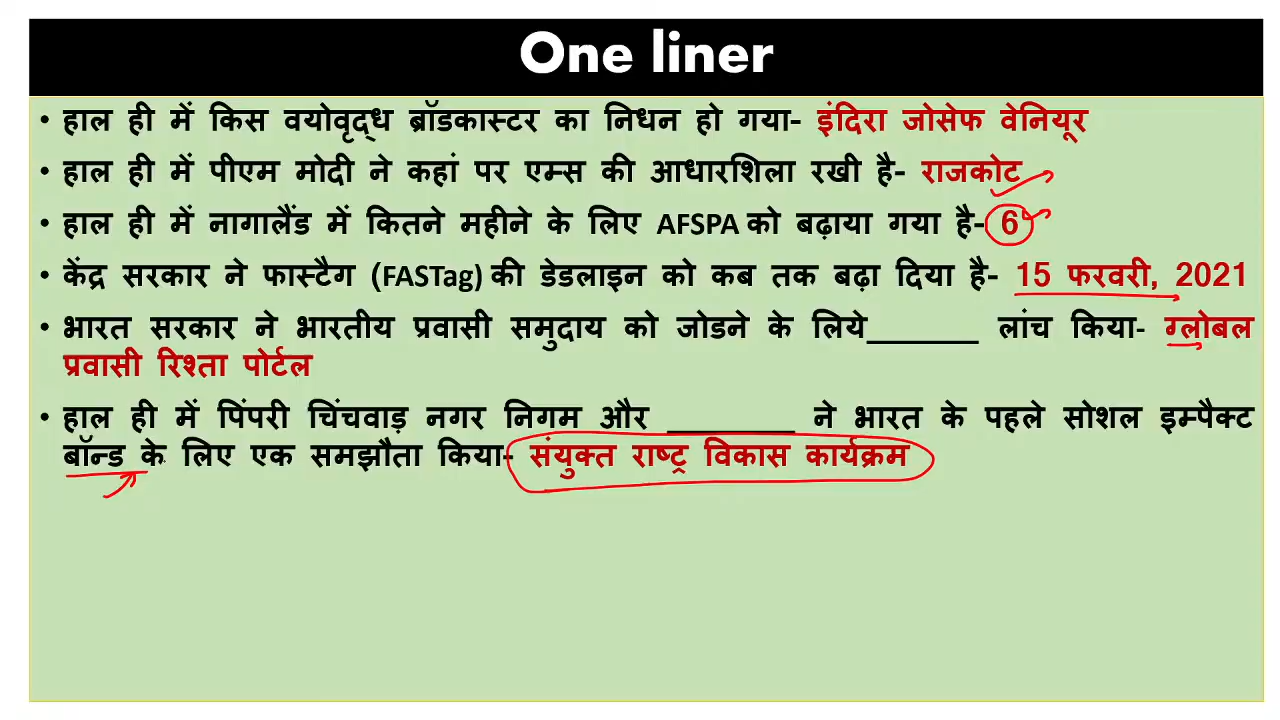 One liner
• हाल ही में किस वयोवृद्ध ब्रॉडकास्टर का निधन हो गया- इंदिरा जोसेफ वेनियूर
• हाल ही में पीएम मोदी ने कहां पर एम्स की आधारशिला रखी है- राजकोट
• हाल ही में नागालैंड में कितने महीने के लिए AFSPA को बढ़ाया गया है- 6
• केंद्र सरकार ने फास्टैग (FASTag) की डेडलाइन को कब तक बढ़ा दिया है- 15 फरवरी, 2021
• भारत सरकार ने भारतीय प्रवासी समुदाय को जोडने के लिये_______ लांच किया- ग्लोबल
प्रवासी रिश्ता पोर्टल
• हाल ही में पिंपरी चिंचवाड़ नगर निगम और ________ ने भारत के पहले सोशल इम्पैक्ट
बॉन्ड के लिए एक समझौता किया- संयुक्त राष्ट्र विकास कार्यक्रम